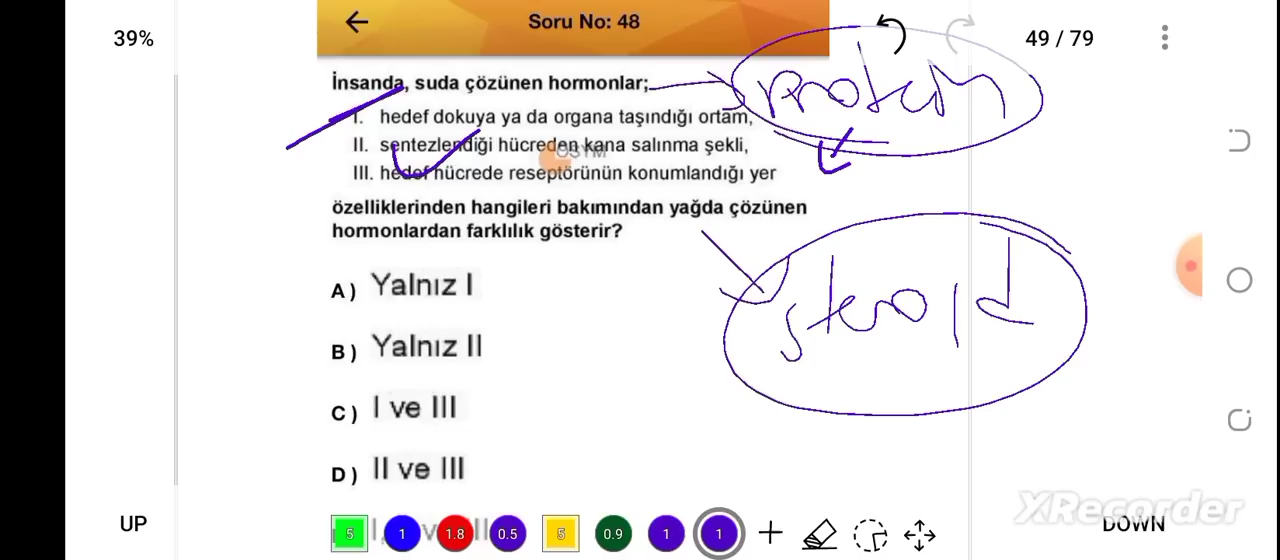 39%
Soru No: 48
49 / 79
İnsanda, suda çözünen hormonlar;
protein
I. hedef dokuya ya da organa taşındığı ortam,
II. sentezlendiği hücreden kana salınma şekli,
ÖSYM
III. hedef hücrede reseptörünün konumlandığı yer
özelliklerinden hangileri bakımından yağda çözünen
hormonlardan farklılık gösterir?
steroid
A) Yalnız I
B) Yalnız II
C) I ve III
D) II ve III
XRecorder
UP
5 1 1.8 0.5 5 0.9 1 1
DOWN